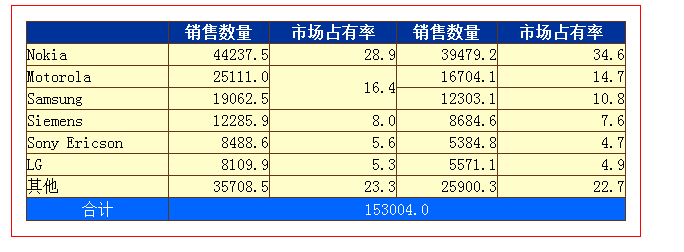 销售数量 市场占有率 销售数量 市场占有率
Nokia 44237.5 28.9 39479.2 34.6
Motorola 25111.0 16.4 16704.1 14.7
Samsung 19062.5 12303.1 10.8
Siemens 12285.9 8.0 8684.6 7.6
Sony Ericson 8488.6 5.6 5384.8 4.7
LG 8109.9 5.3 5571.1 4.9
其他 35708.5 23.3 25900.3 22.7
合计 153004.0